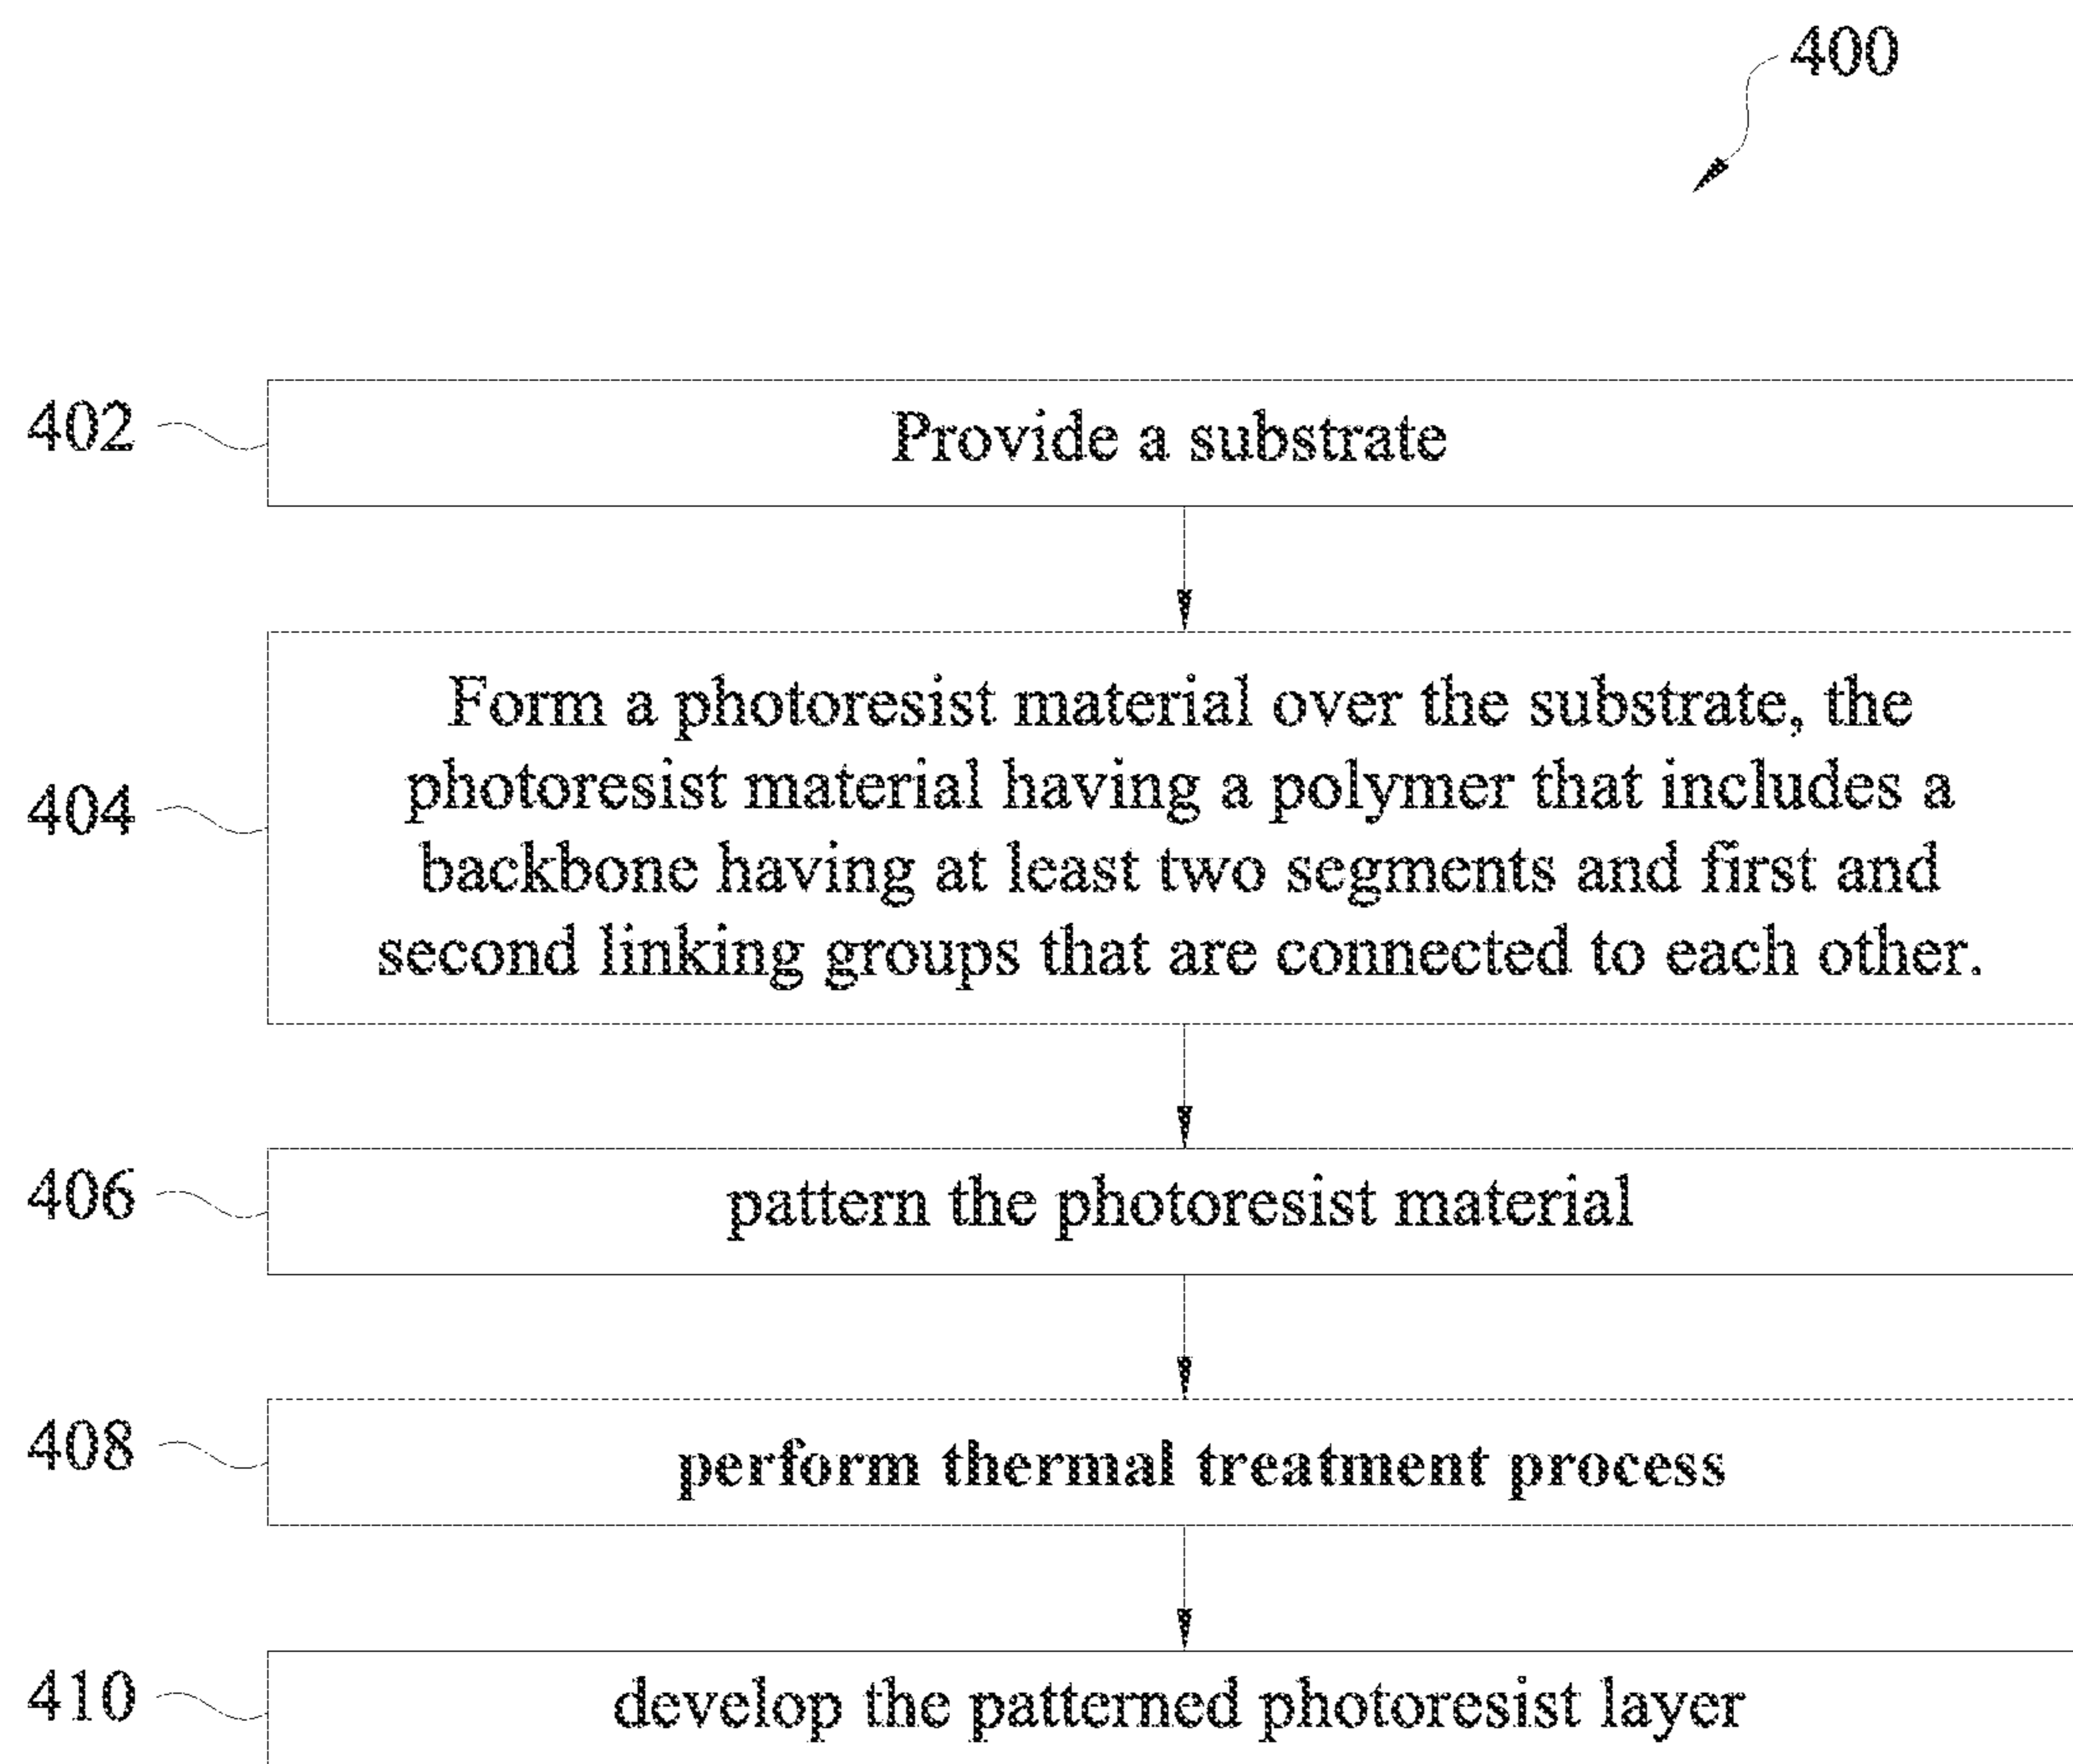 400
402
Provide a substrate
404
Form a photoresist material over the substrate, the
photoresist material having a polymer that includes a
backbone having at least two segments and first and
second linking groups that are connected to each other.
406
pattern the photoresist material
408
perform thermal treatment process
410
develop the patterned photoresist layer